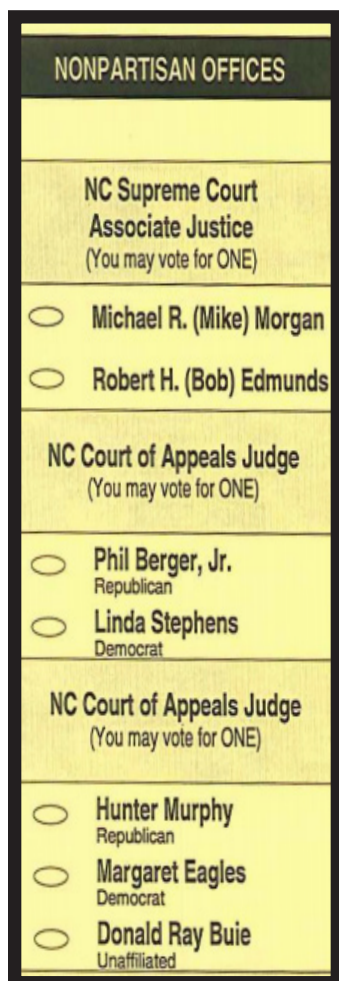 NONPARTISAN OFFICES
NC Supreme Court
Associate Justice
(You may vote for ONE)
Michael R. (Mike) Morgan
Robert H. (Bob) Edmunds
NC Court of Appeals Judge
(You may vote for ONE)
Phil Berger, Jr.
Republican
Linda Stephens
Democrat
NC Court of Appeals Judge
(You may vote for ONE)
Hunter Murphy
Republican
Margaret Eagles
Democrat
Donald Ray Buie
Unaffiliated